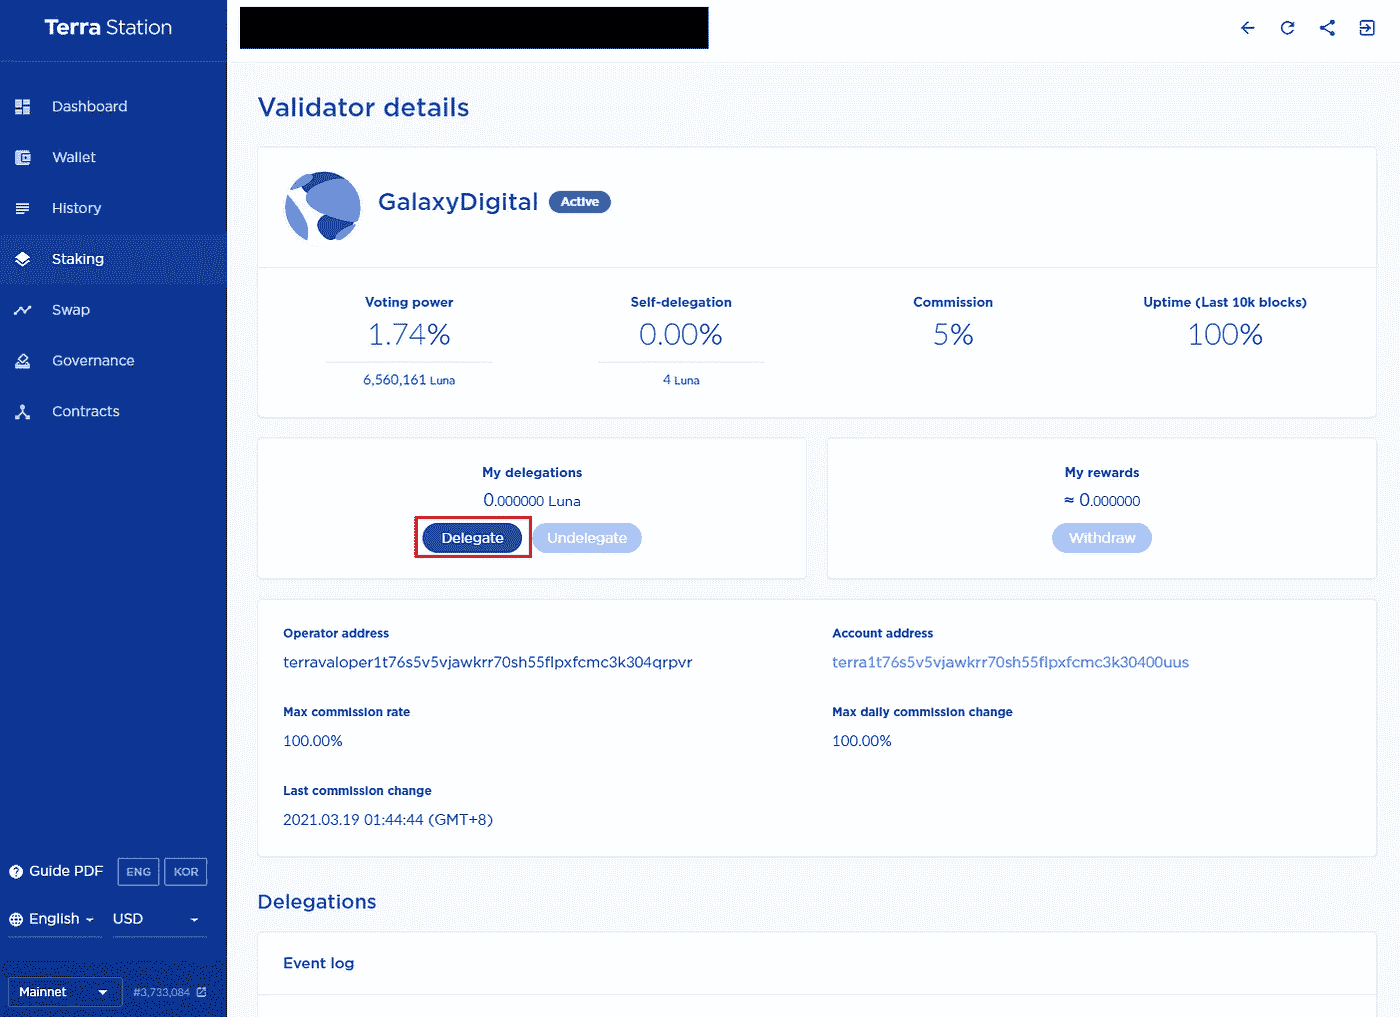 Terra Station
Dashboard
Wallet
History
Staking
Swap
Governance
Contracts
Guide PDF ENG KOR
English USD
Mainnet #3,733,084
Validator details
GalaxyDigital Active
Voting power
1.74%
6,560,161 Luna
Self-delegation
0.00%
4 Luna
Commission
5%
Uptime (Last 10k blocks)
100%
My delegations
0.000000 Luna
Delegate Undelegate
My rewards
≈ 0.000000
Withdraw
Operator address
terravaloper1t76s5v5vjawkrr70sh55flpxfcmc3k304qrpvr
Account address
terra1t76s5v5vjawkrr70sh55flpxfcmc3k30400uus
Max commission rate
100.00%
Max daily commission change
100.00%
Last commission change
2021.03.19 01:44:44 (GMT+8)
Delegations
Event log